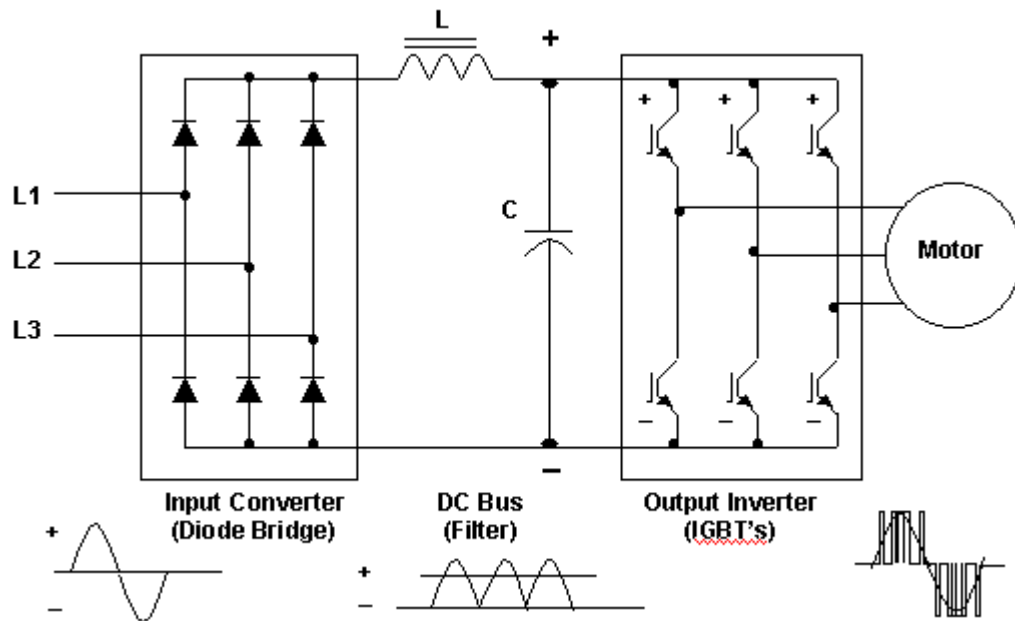 L
+
+ + +
L1
C
Motor
L2
L3
– – –
–
Input Converter
(Diode Bridge)
DC Bus
(Filter)
Output Inverter
(IGBT's)
+
–
+
–